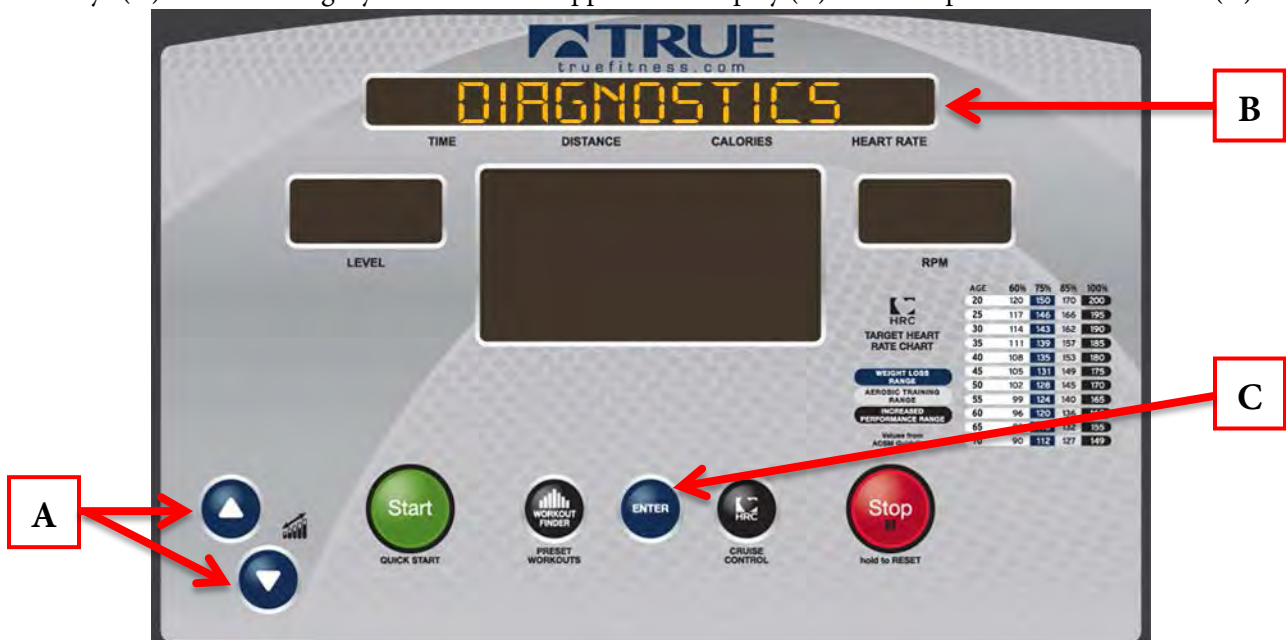 TRUE
truefitness.com
DIAGNOSTICS
B
TIME DISTANCE CALORIES HEART RATE
LEVEL
RPM
HRC
TARGET HEART
RATE CHART
WEIGHT LOSS
RANGE
AEROBIC TRAINING
RANGE
INCREASED
PERFORMANCE RANGE
Values from
AGE 60% 75% 85% 100%
20 120 150 170 200
25 117 146 166 195
30 114 143 162 190
35 111 139 157 185
40 108 135 153 180
45 105 131 149 175
50 102 128 145 170
55 99 124 140 165
60 96 120 136
65 132 155
70 90 112 127 149
C
A
Start
QUICK START
WORKOUT
FINDER
PRESET
WORKOUTS
ENTER
HRC
CRUISE
CONTROL
Stop
hold to RESET